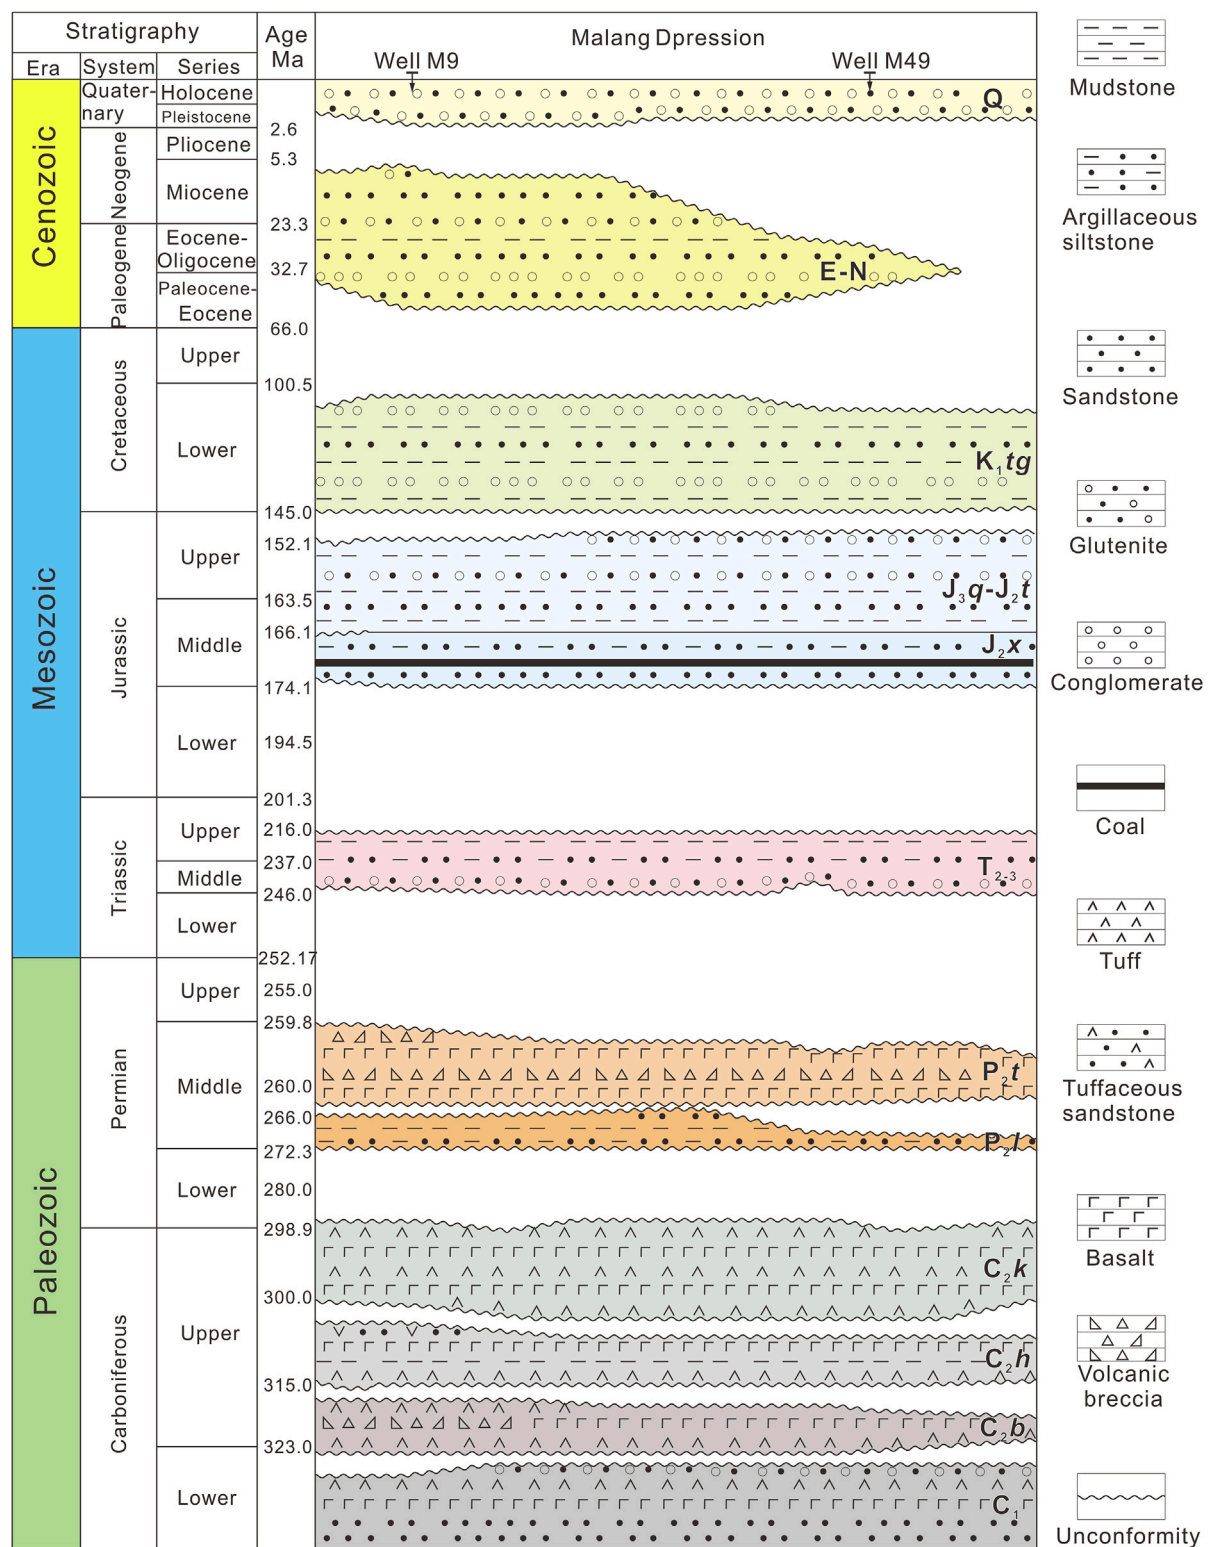 Stratigraphy
Age
Ma
Malang Dpression
Era
System
Series
Well M9
Well M49
Cenozoic
Quater-
nary
Holocene
Pleistocene
Q
2.6
Neogene
Pliocene
5.3
Miocene
23.3
Paleogene
Eocene-
Oligocene
32.7
E-N
Paleocene-
Eocene
66.0
Mesozoic
Cretaceous
Upper
100.5
Lower
K1tg
145.0
Jurassic
Upper
152.1
J3q-J2t
163.5
Middle
166.1
J2x
174.1
Lower
194.5
201.3
Triassic
Upper
216.0
237.0
T2-3
Middle
246.0
Lower
252.17
Paleozoic
Permian
Upper
255.0
259.8
Middle
P2t
260.0
266.0
P2l
272.3
Lower
280.0
298.9
Carboniferous
Upper
C2k
300.0
C2h
315.0
C2b
323.0
Lower
C1
Mudstone
Argillaceous
siltstone
Sandstone
Glutenite
Conglomerate
Coal
Tuff
Tuffaceous
sandstone
Basalt
Volcanic
breccia
Unconformity